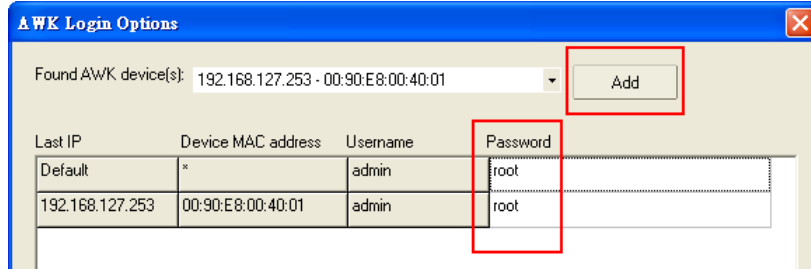 AWK Login Options
Found AWK device(s): 192.168.127.253 - 00:90:E8:00:40:01 Add
Last IP Device MAC address Username Password
Default * admin root
192.168.127.253 00:90:E8:00:40:01 admin root